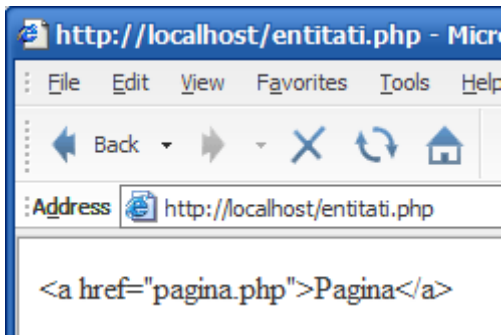 http://localhost/entitati.php - Micr
File Edit View Favorites Tools Help
Back
Address http://localhost/entitati.php
<a href="pagina.php">Pagina</a>